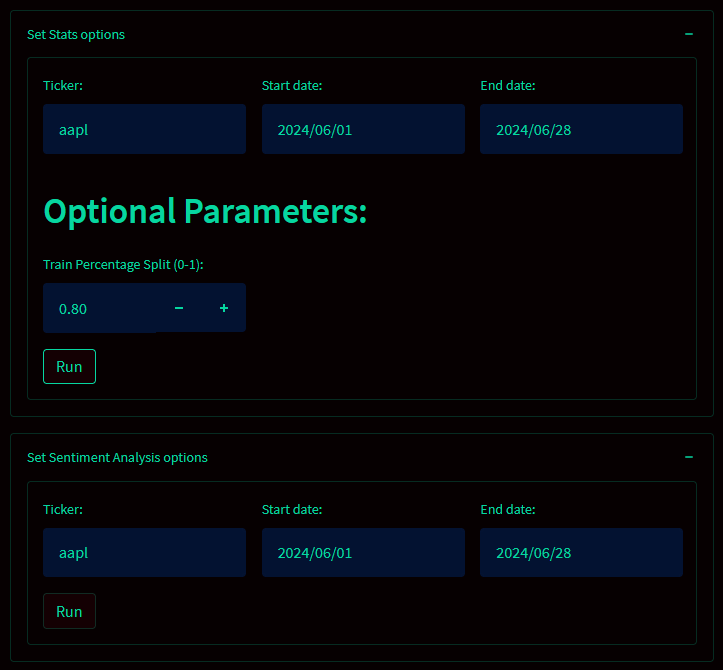 Set Stats options
Ticker: Start date: End date:
aapl 2024/06/01 2024/06/28
Optional Parameters:
Train Percentage Split (0-1):
0.80 − +
Run
Set Sentiment Analysis options
Ticker: Start date: End date:
aapl 2024/06/01 2024/06/28
Run